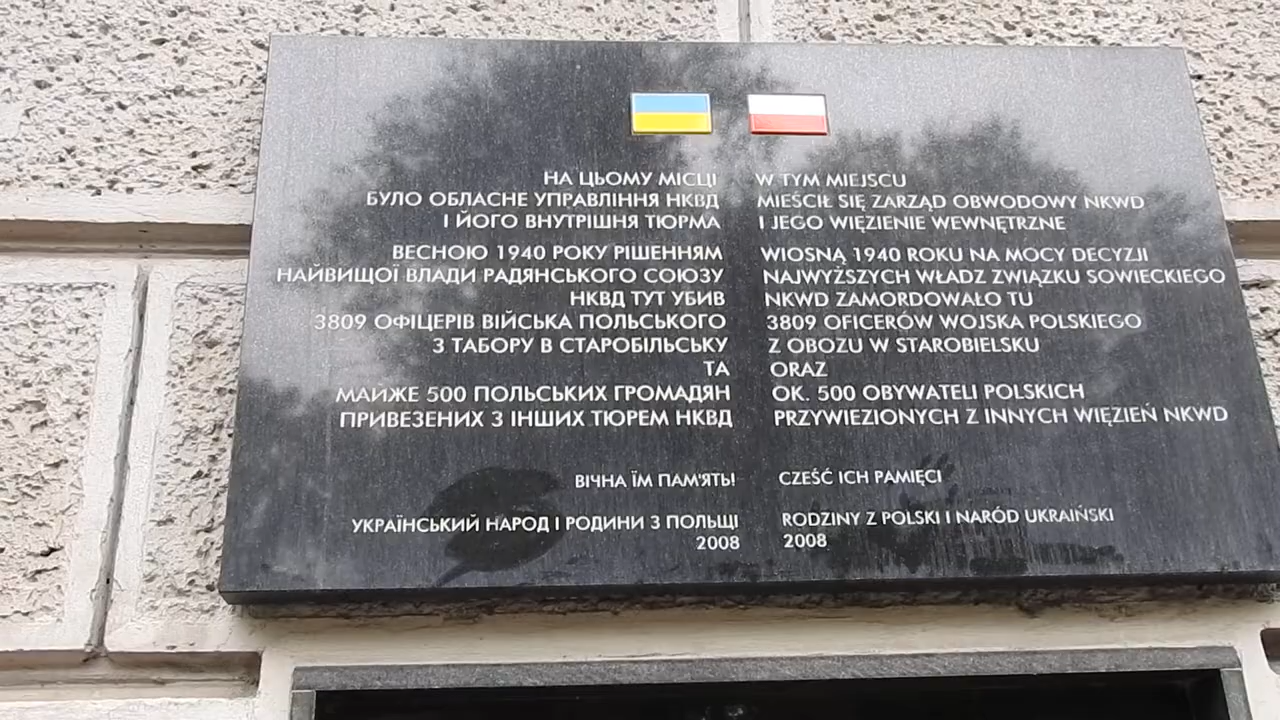 НА ЦЬОМУ МІСЦІ
БУЛО ОБЛАСНЕ УПРАВЛІННЯ НКВД
І ЙОГО ВНУТРІШНЯ ТЮРМА
ВЕСНОЮ 1940 РОКУ РІШЕННЯМ
НАЙВИЩОЇ ВЛАДИ РАДЯНСЬКОГО СОЮЗУ
НКВД ТУТ УБИВ
3809 ОФІЦЕРІВ ВІЙСЬКА ПОЛЬСЬКОГО
З ТАБОРУ В СТАРОБІЛЬСЬКУ
ТА
МАЙЖЕ 500 ПОЛЬСЬКИХ ГРОМАДЯН
ПРИВЕЗЕНИХ З ІНШИХ ТЮРЕМ НКВД
ВІЧНА ЇМ ПАМ'ЯТЬ!
УКРАЇНСЬКИЙ НАРОД І РОДИНИ З ПОЛЬЩІ
2008
W TYM MIEJSCU
MIEŚCIŁ SIĘ ZARZĄD OBWODOWY NKWD
I JEGO WIĘZIENIE WEWNĘTRZNE
WIOSNĄ 1940 ROKU NA MOCY DECYZJI
NAJWYŻSZYCH WŁADZ ZWIĄZKU SOWIECKIEGO
NKWD ZAMORDOWAŁO TU
3809 OFICERÓW WOJSKA POLSKIEGO
Z OBOZU W STAROBIELSKU
ORAZ
OK. 500 OBYWATELI POLSKICH
PRZYWIEZIONYCH Z INNYCH WIĘZIEŃ NKWD
CZEŚĆ ICH PAMIĘCI
RODZINY Z POLSKI I NARÓD UKRAIŃSKI
2008